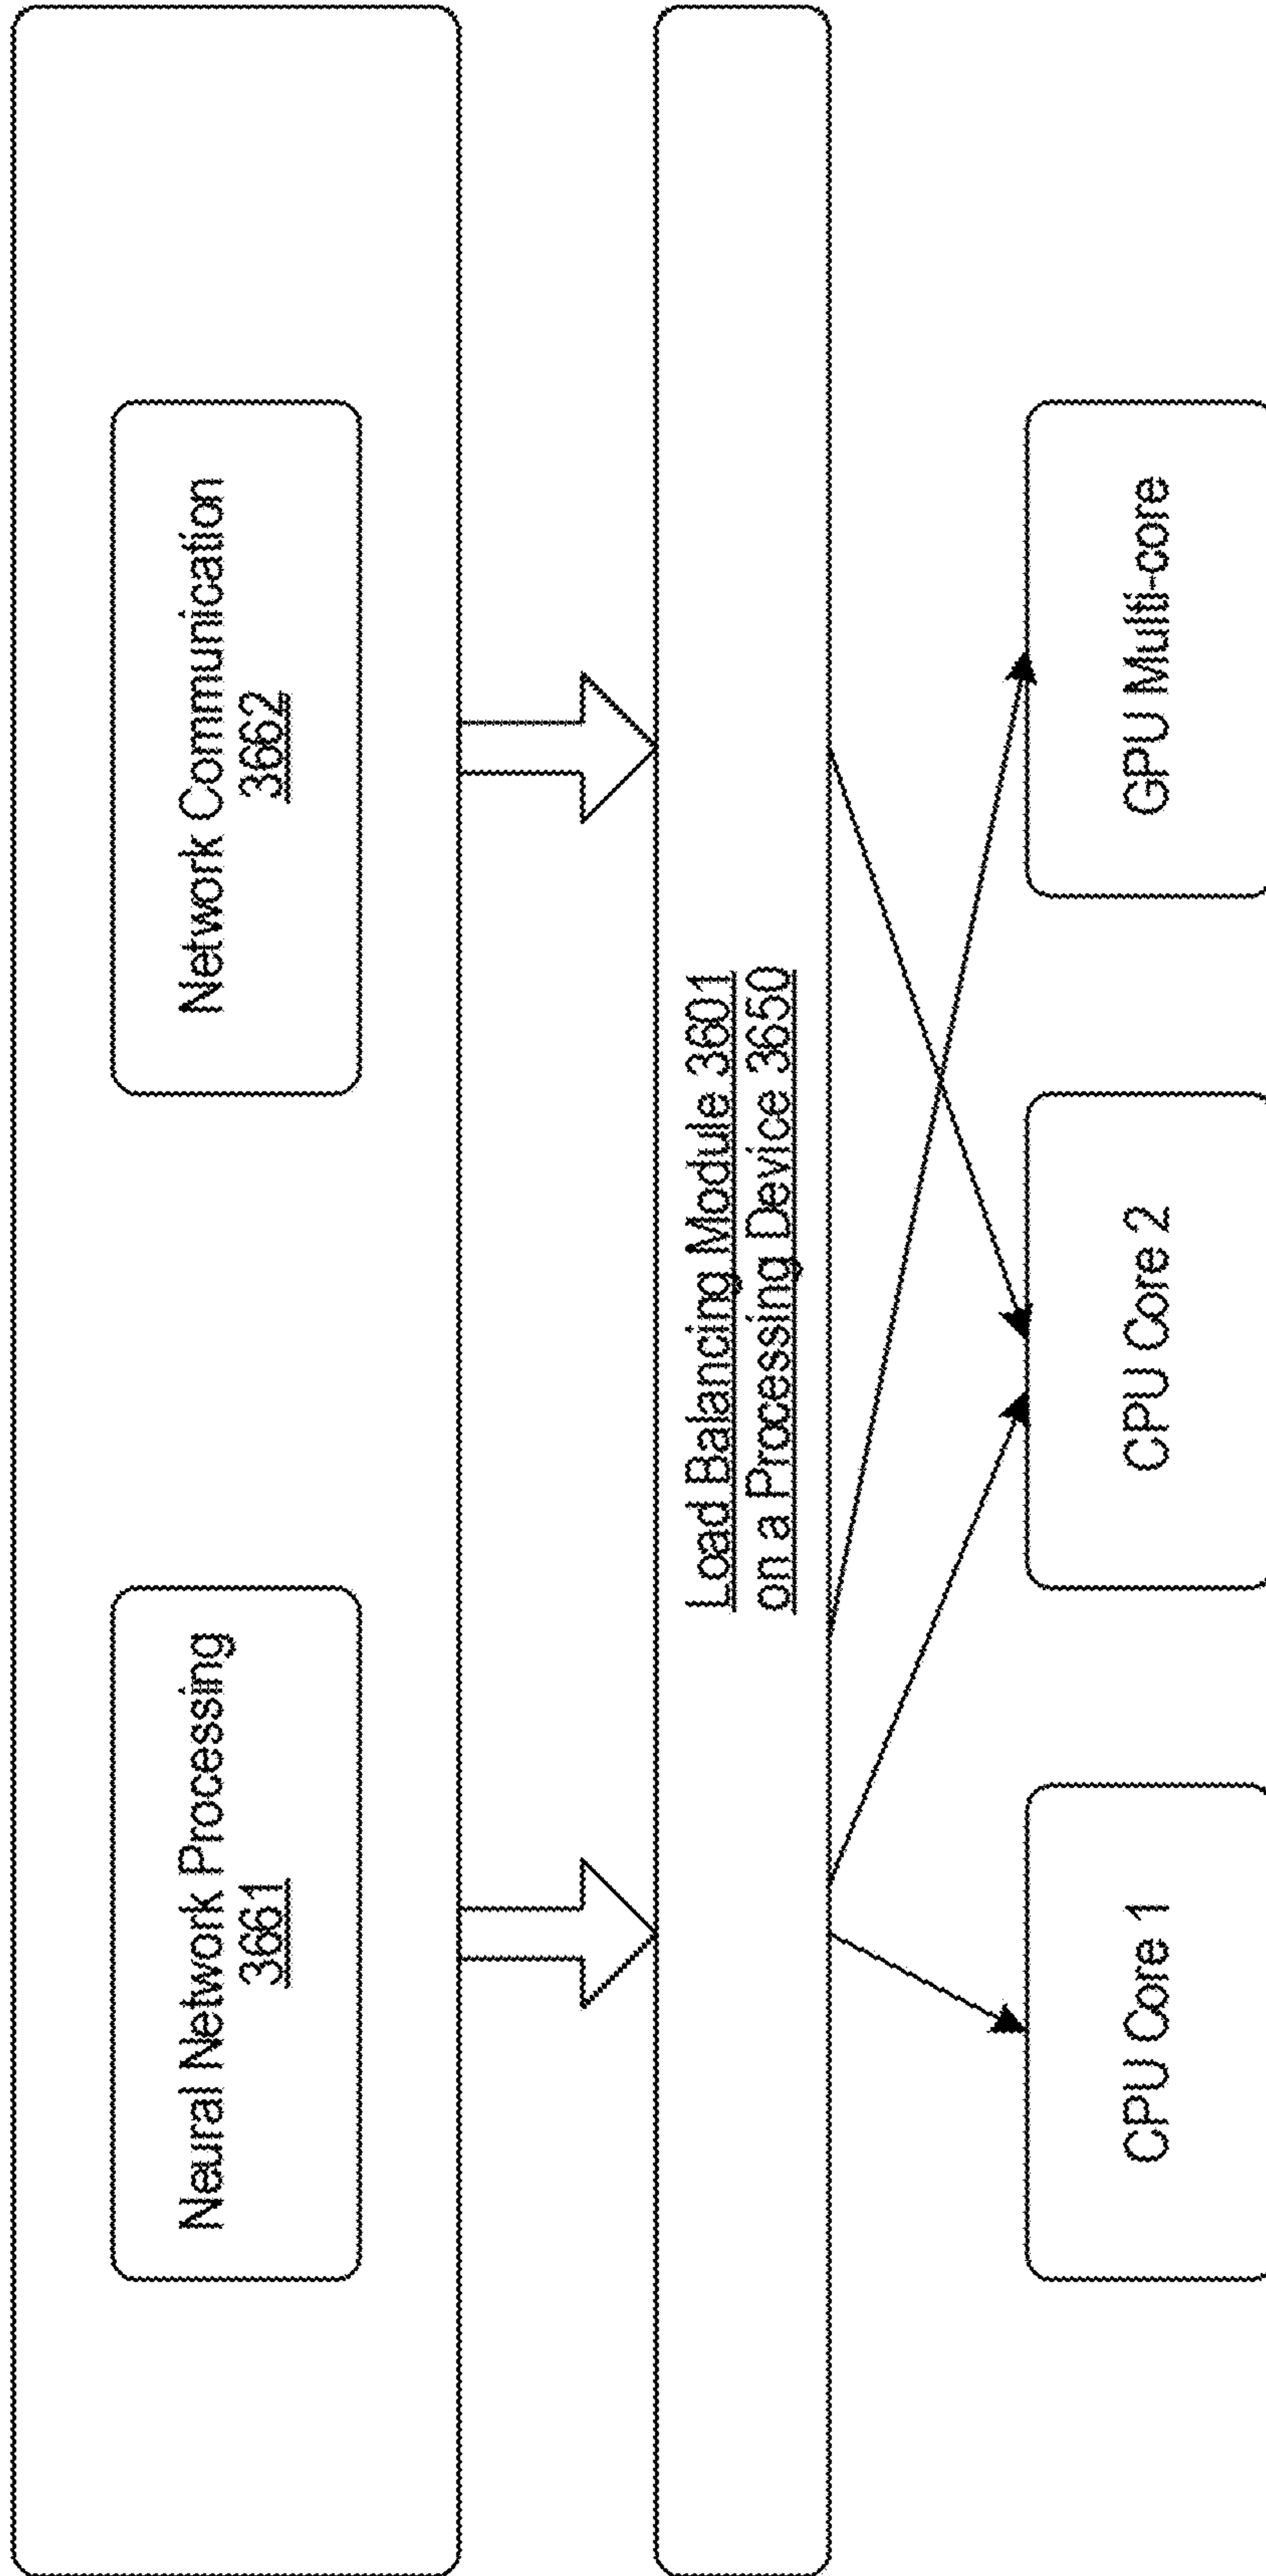 Neural Network Processing
3661
Network Communication
3662
Load Balancing Module 3601
on a Processing Device 3650
CPU Core 1
CPU Core 2
GPU Multi-core